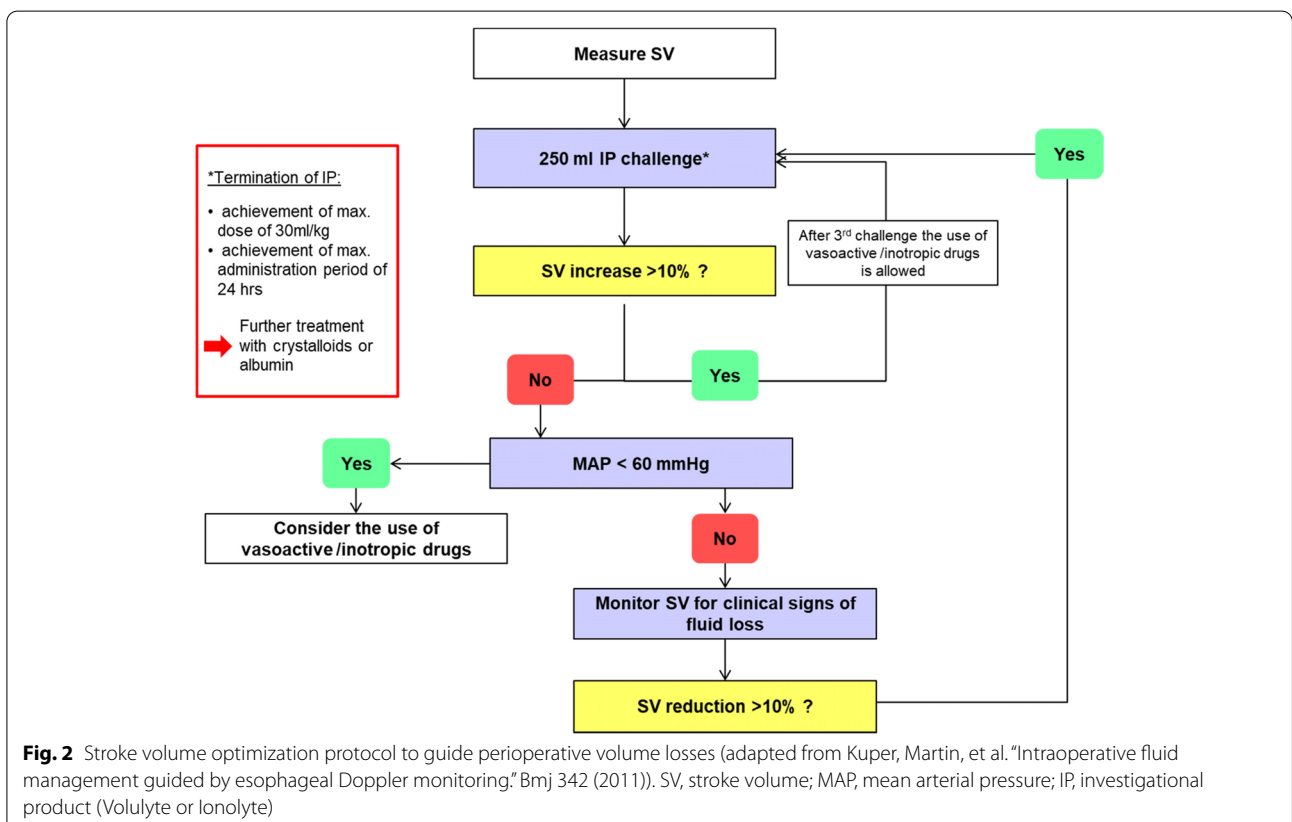 Measure SV
250 ml IP challenge*
Yes
*Termination of IP:
• achievement of max.
dose of 30ml/kg
• achievement of max.
administration period of
24 hrs
Further treatment
with crystalloids or
albumin
After 3rd challenge the use of
vasoactive/inotropic drugs
is allowed
SV increase >10% ?
No
Yes
MAP < 60 mmHg
Yes
Consider the use of
vasoactive/inotropic drugs
No
Monitor SV for clinical signs of
fluid loss
SV reduction >10% ?
Fig. 2 Stroke volume optimization protocol to guide perioperative volume losses (adapted from Kuper, Martin, et al. “Intraoperative fluid
management guided by esophageal Doppler monitoring.” Bmj 342 (2011)). SV, stroke volume; MAP, mean arterial pressure; IP, investigational
product (Volulyte or Ionolyte)